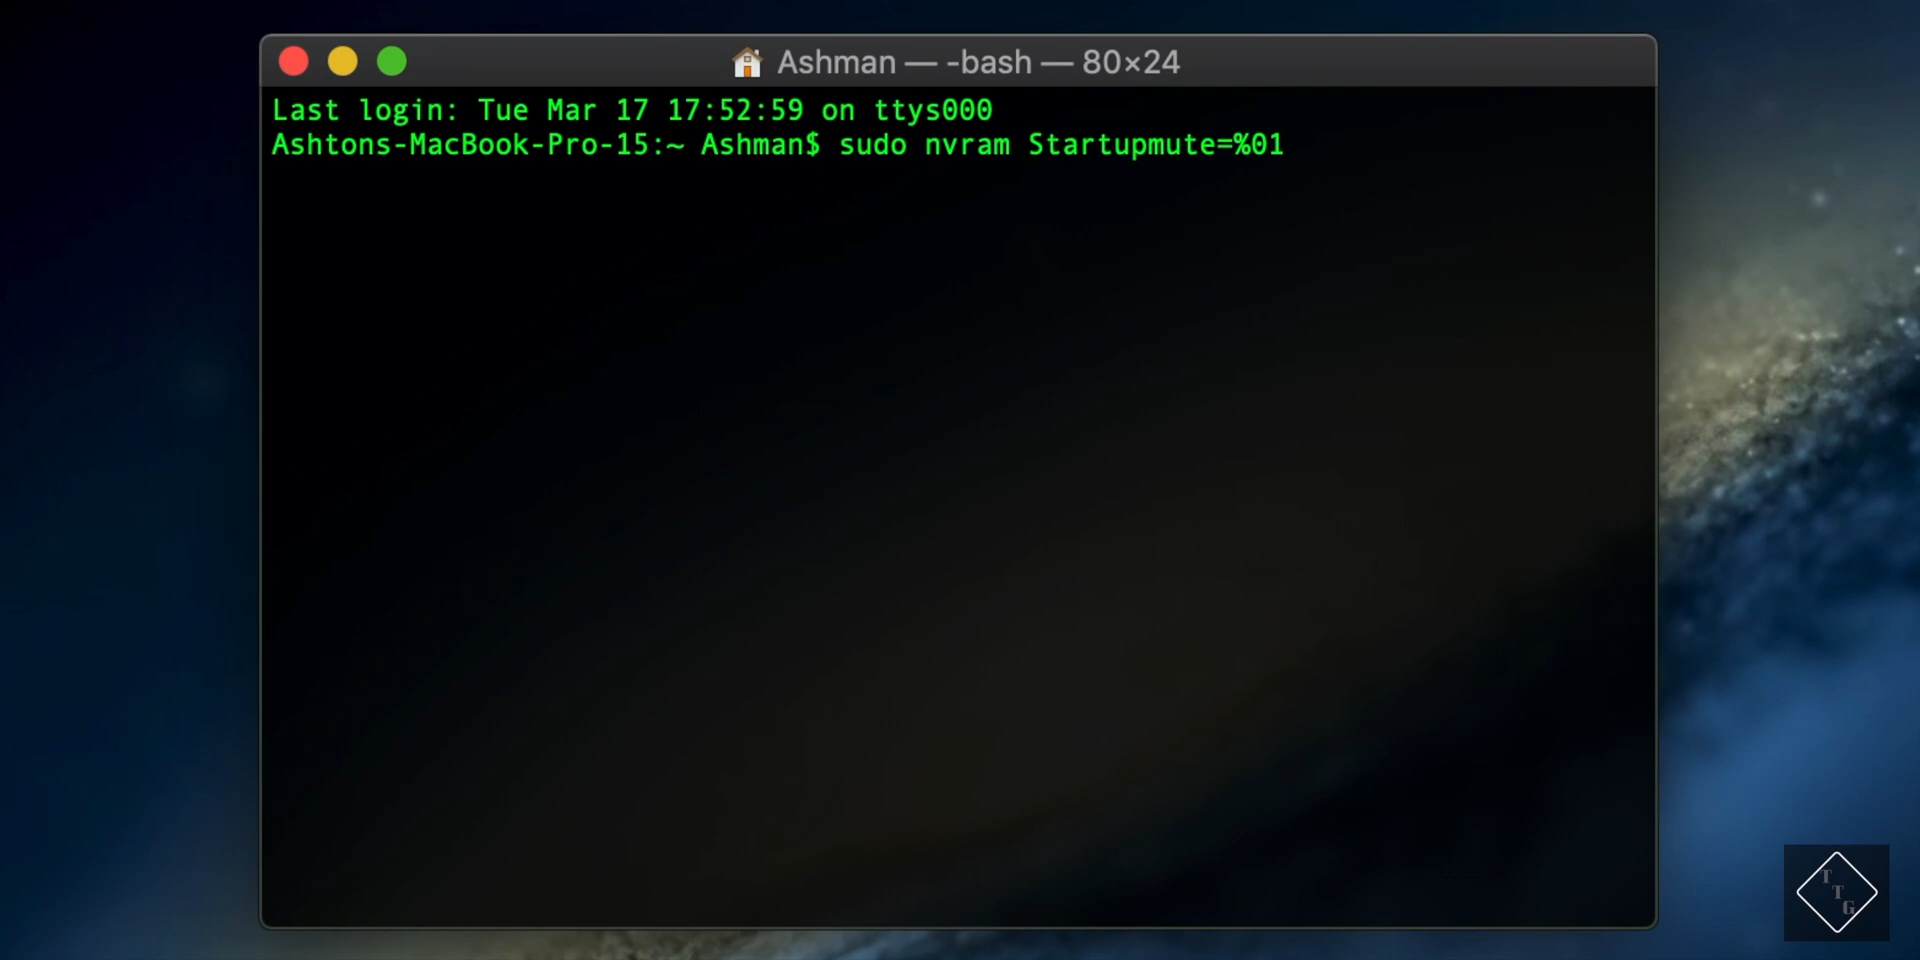 Ashman — -bash — 80×24
Last login: Tue Mar 17 17:52:59 on ttys000
Ashtons-MacBook-Pro-15:~ Ashman$ sudo nvram Startupmute=%01
T
T
G